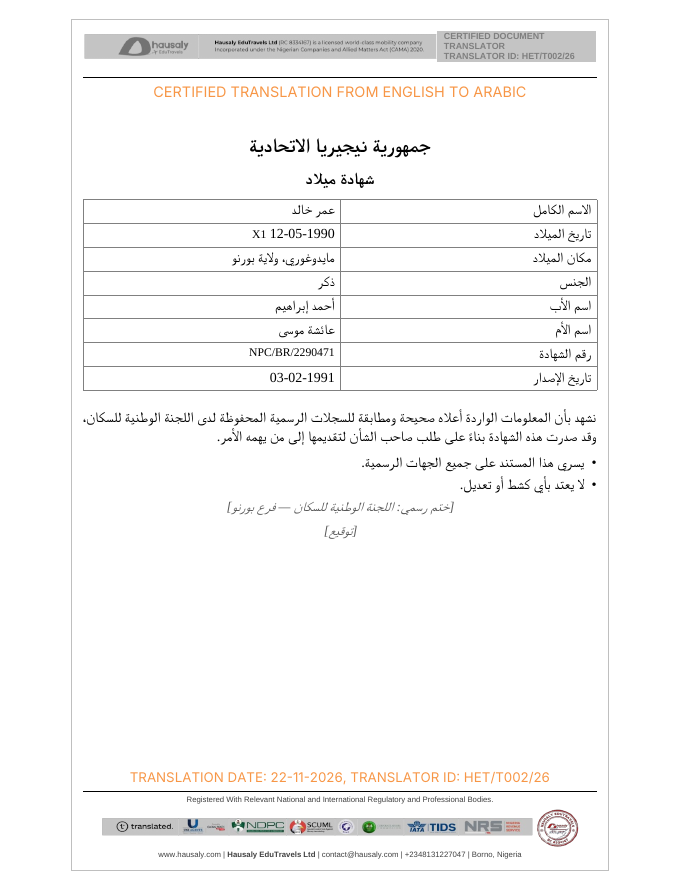 hausaly
EduTravels
Hausaly EduTravels Ltd (RC 9334107) is a licensed world-class mobility company
Incorporated under the Nigerian Companies and Allied Matters Act (CAMA) 2020.
CERTIFIED DOCUMENT
TRANSLATOR
TRANSLATOR ID: HET/T002/26
CERTIFIED TRANSLATION FROM ENGLISH TO ARABIC
جمهورية نيجيريا الاتحادية
شهادة ميلاد
الاسم الكامل عمر خالد
تاريخ الميلاد X1 12-05-1990
مكان الميلاد مايدوغوري، ولاية بورنو
الجنس ذكر
اسم الأب أحمد إبراهيم
اسم الأم عائشة موسى
رقم الشهادة NPC/BR/2290471
تاريخ الإصدار 03-02-1991
نشهد بأن المعلومات الواردة أعلاه صحيحة ومطابقة للسجلات الرسمية المحفوظة لدى اللجنة الوطنية للسكان،
وقد صدرت هذه الشهادة بناءً على طلب صاحب الشأن لتقديمها إلى من يهمه الأمر.
• يسري هذا المستند على جميع الجهات الرسمية.
• لا يعتد بأي كشط أو تعديل.
[ختم رسمي: اللجنة الوطنية للسكان — فرع بورنو]
[توقيع]
TRANSLATION DATE: 22-11-2026, TRANSLATOR ID: HET/T002/26
Registered With Relevant National and International Regulatory and Professional Bodies.
translated. NDPC SCUML IATA TIDS NRS
www.hausaly.com | Hausaly EduTravels Ltd | contact@hausaly.com | +2348131227047 | Borno, Nigeria